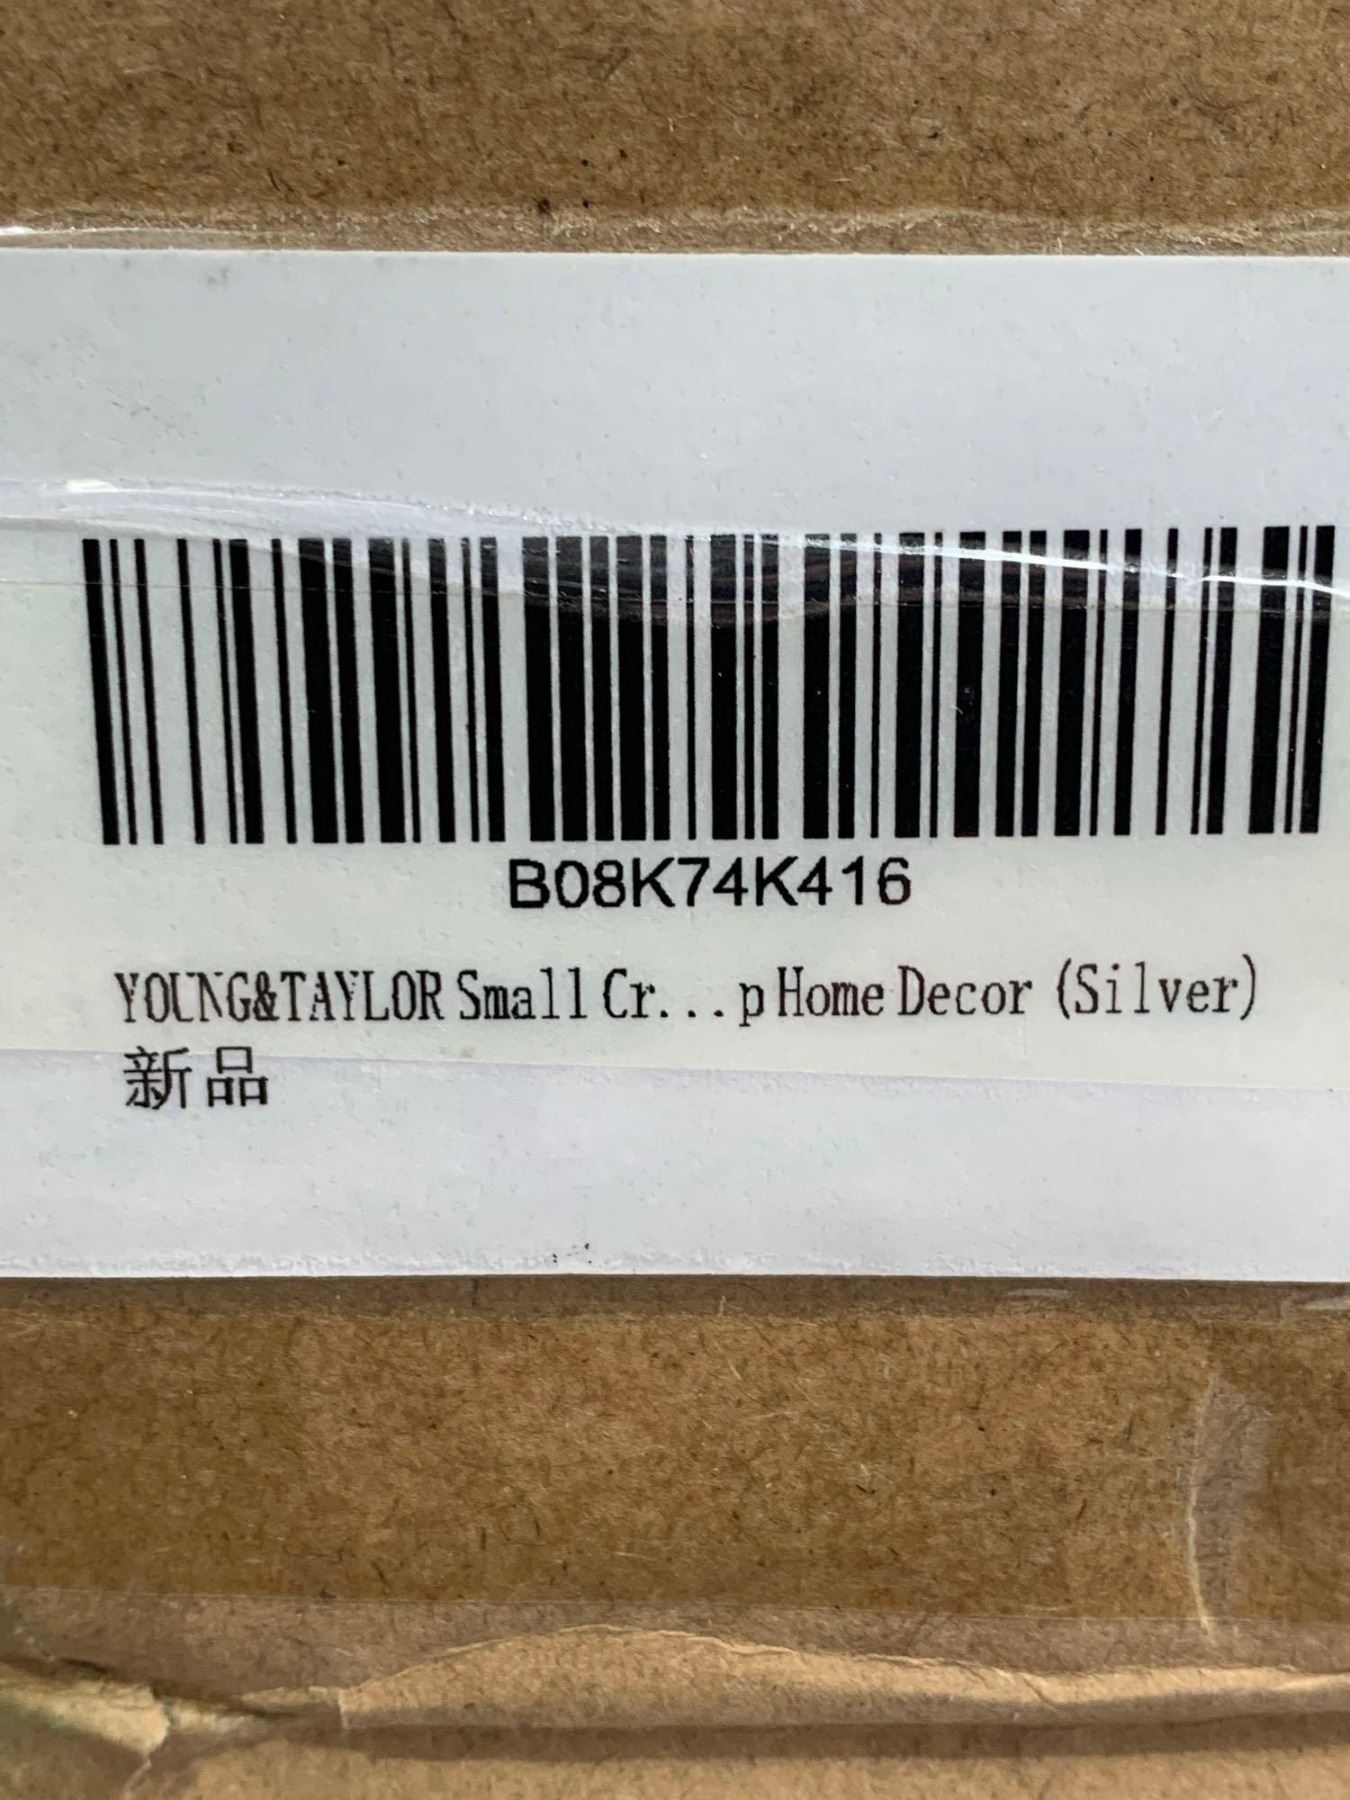 B08K74K416
YOUNG&TAYLOR Small Cr...p Home Decor (Silver)
新品